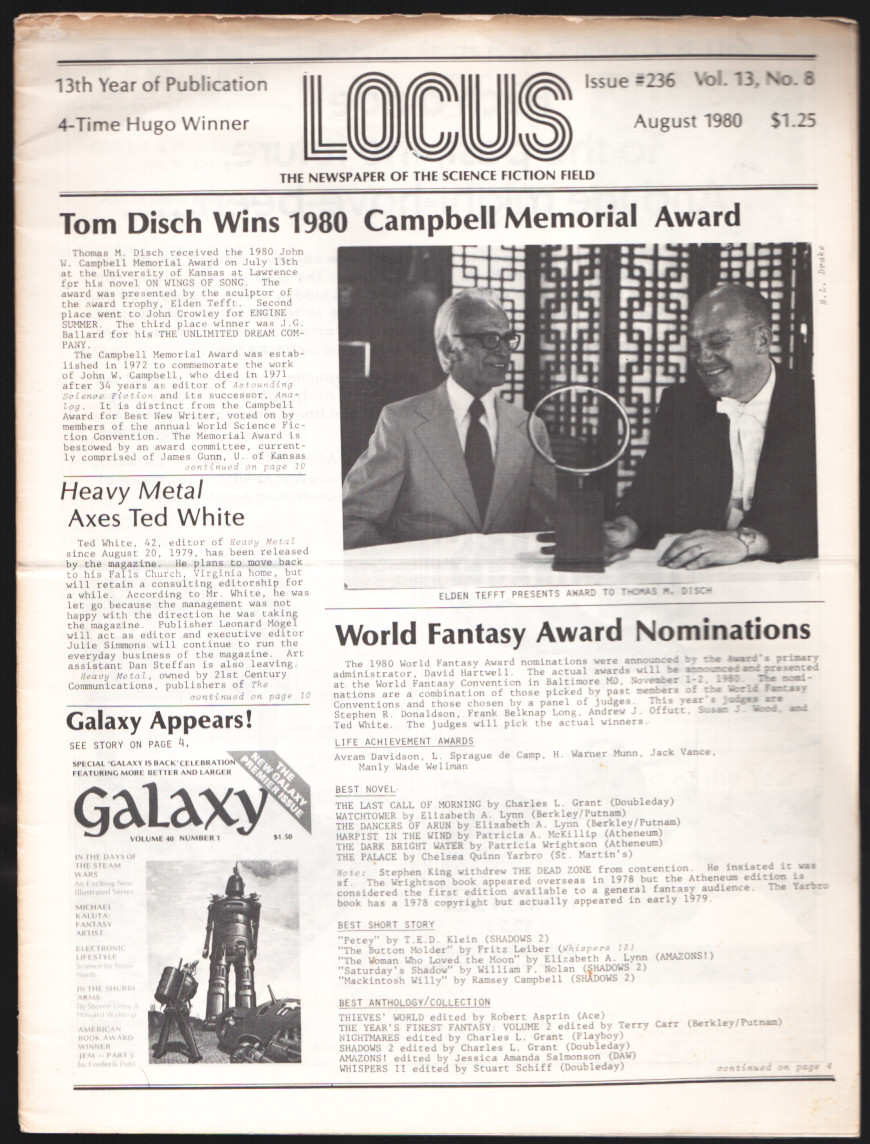 13th Year of Publication
4-Time Hugo Winner
LOCUS
Issue #236 Vol. 13, No. 8
August 1980 $1.25
THE NEWSPAPER OF THE SCIENCE FICTION FIELD
Tom Disch Wins 1980 Campbell Memorial Award
Thomas M. Disch received the 1980 John
W. Campbell Memorial Award on July 13th
at the University of Kansas at Lawrence
for his novel ON WINGS OF SONG. The
award was presented by the sculptor of
the award trophy, Elden Tefft. Second
place went to John Crowley for ENGINE
SUMMER. The third place winner was J.G.
Ballard for his THE UNLIMITED DREAM COM-
PANY.
The Campbell Memorial Award was estab-
lished in 1972 to commemorate the work
of John W. Campbell, who died in 1971
after 34 years as editor of Astounding
Science Fiction and its successor, Ana-
log. It is distinct from the Campbell
Award for Best New Writer, voted on by
members of the annual World Science Fic-
tion Convention. The Memorial Award is
bestowed by an award committee, current-
ly comprised of James Gunn, U. of Kansas
continued on page 10
H.L. Drake
ELDEN TEFFT PRESENTS AWARD TO THOMAS M. DISCH
Heavy Metal
Axes Ted White
Ted White, 42, editor of Heavy Metal
since August 20, 1979, has been released
by the magazine. He plans to move back
to his Falls Church, Virginia home, but
will retain a consulting editorship for
a while. According to Mr. White, he was
let go because the management was not
happy with the direction he was taking
the magazine. Publisher Leonard Mogel
will act as editor and executive editor
Julie Simmons will continue to run the
everyday business of the magazine. Art
assistant Dan Steffan is also leaving.
Heavy Metal, owned by 21st Century
Communications, publishers of The
continued on page 10
Galaxy Appears!
SEE STORY ON PAGE 4.
SPECIAL 'GALAXY IS BACK' CELEBRATION
FEATURING MORE BETTER AND LARGER
THE
NEW GALAXY
PREMIER ISSUE
Galaxy
VOLUME 40 NUMBER 1 $1.50
IN THE DAYS OF
THE STEAM
WARS
An Exciting New
Illustrated Series
MICHAEL
KALUTA:
FANTASY
ARTIST
ELECTRONIC
LIFESTYLE
Science by Steve
North
IN THE SHUBBI
ARMS
By Steven Utley &
Howard Waldrop
AMERICAN
BOOK AWARD
WINNER
JEM — PART 5
by Frederik Pohl
World Fantasy Award Nominations
The 1980 World Fantasy Award nominations were announced by the Award's primary
administrator, David Hartwell. The actual awards will be announced and presented
at the World Fantasy Convention in Baltimore MD, November 1-2, 1980. The nomi-
nations are a combination of those picked by past members of the World Fantasy
Conventions and those chosen by a panel of judges. This year's judges are
Stephen R. Donaldson, Frank Belknap Long, Andrew J. Offutt, Susan J. Wood, and
Ted White. The judges will pick the actual winners.
LIFE ACHIEVEMENT AWARDS
Avram Davidson, L. Sprague de Camp, H. Warner Munn, Jack Vance,
Manly Wade Wellman
BEST NOVEL
THE LAST CALL OF MORNING by Charles L. Grant (Doubleday)
WATCHTOWER by Elizabeth A. Lynn (Berkley/Putnam)
THE DANCERS OF ARUN by Elizabeth A. Lynn (Berkley/Putnam)
HARPIST IN THE WIND by Patricia A. McKillip (Atheneum)
THE DARK BRIGHT WATER by Patricia Wrightson (Atheneum)
THE PALACE by Chelsea Quinn Yarbro (St. Martin's)
Note: Stephen King withdrew THE DEAD ZONE from contention. He insisted it was
sf. The Wrightson book appeared overseas in 1978 but the Atheneum edition is
considered the first edition available to a general fantasy audience. The Yarbro
book has a 1978 copyright but actually appeared in early 1979.
BEST SHORT STORY
"Petey" by T.E.D. Klein (SHADOWS 2)
"The Button Molder" by Fritz Leiber (Whispers 13)
"The Woman Who Loved the Moon" by Elizabeth A. Lynn (AMAZONS!)
"Saturday's Shadow" by William F. Nolan (SHADOWS 2)
"Mackintosh Willy" by Ramsey Campbell (SHADOWS 2)
BEST ANTHOLOGY/COLLECTION
THIEVES' WORLD edited by Robert Asprin (Ace)
THE YEAR'S FINEST FANTASY: VOLUME 2 edited by Terry Carr (Berkley/Putnam)
NIGHTMARES edited by Charles L. Grant (Playboy)
SHADOWS 2 edited by Charles L. Grant (Doubleday)
AMAZONS! edited by Jessica Amanda Salmonson (DAW)
WHISPERS II edited by Stuart Schiff (Doubleday)
continued on page 4